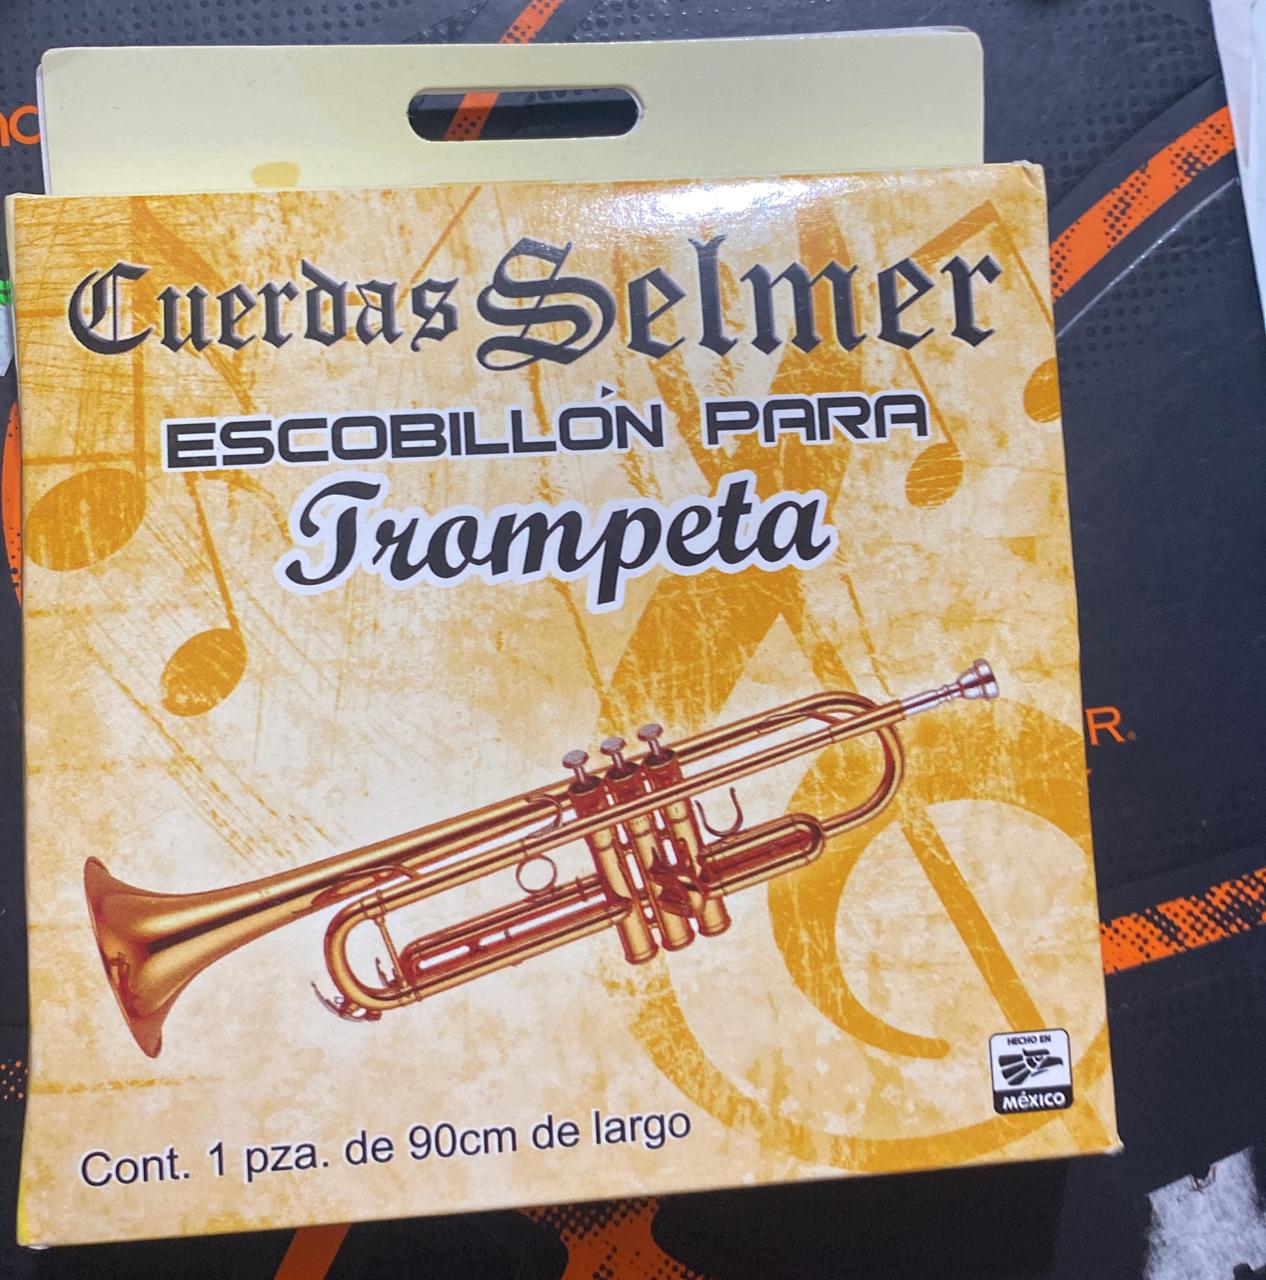 Cuerdas Selmer
ESCOBILLÓN PARA
Trompeta
HECHO EN
MéXICO
Cont. 1 pza. de 90cm de largo
R.